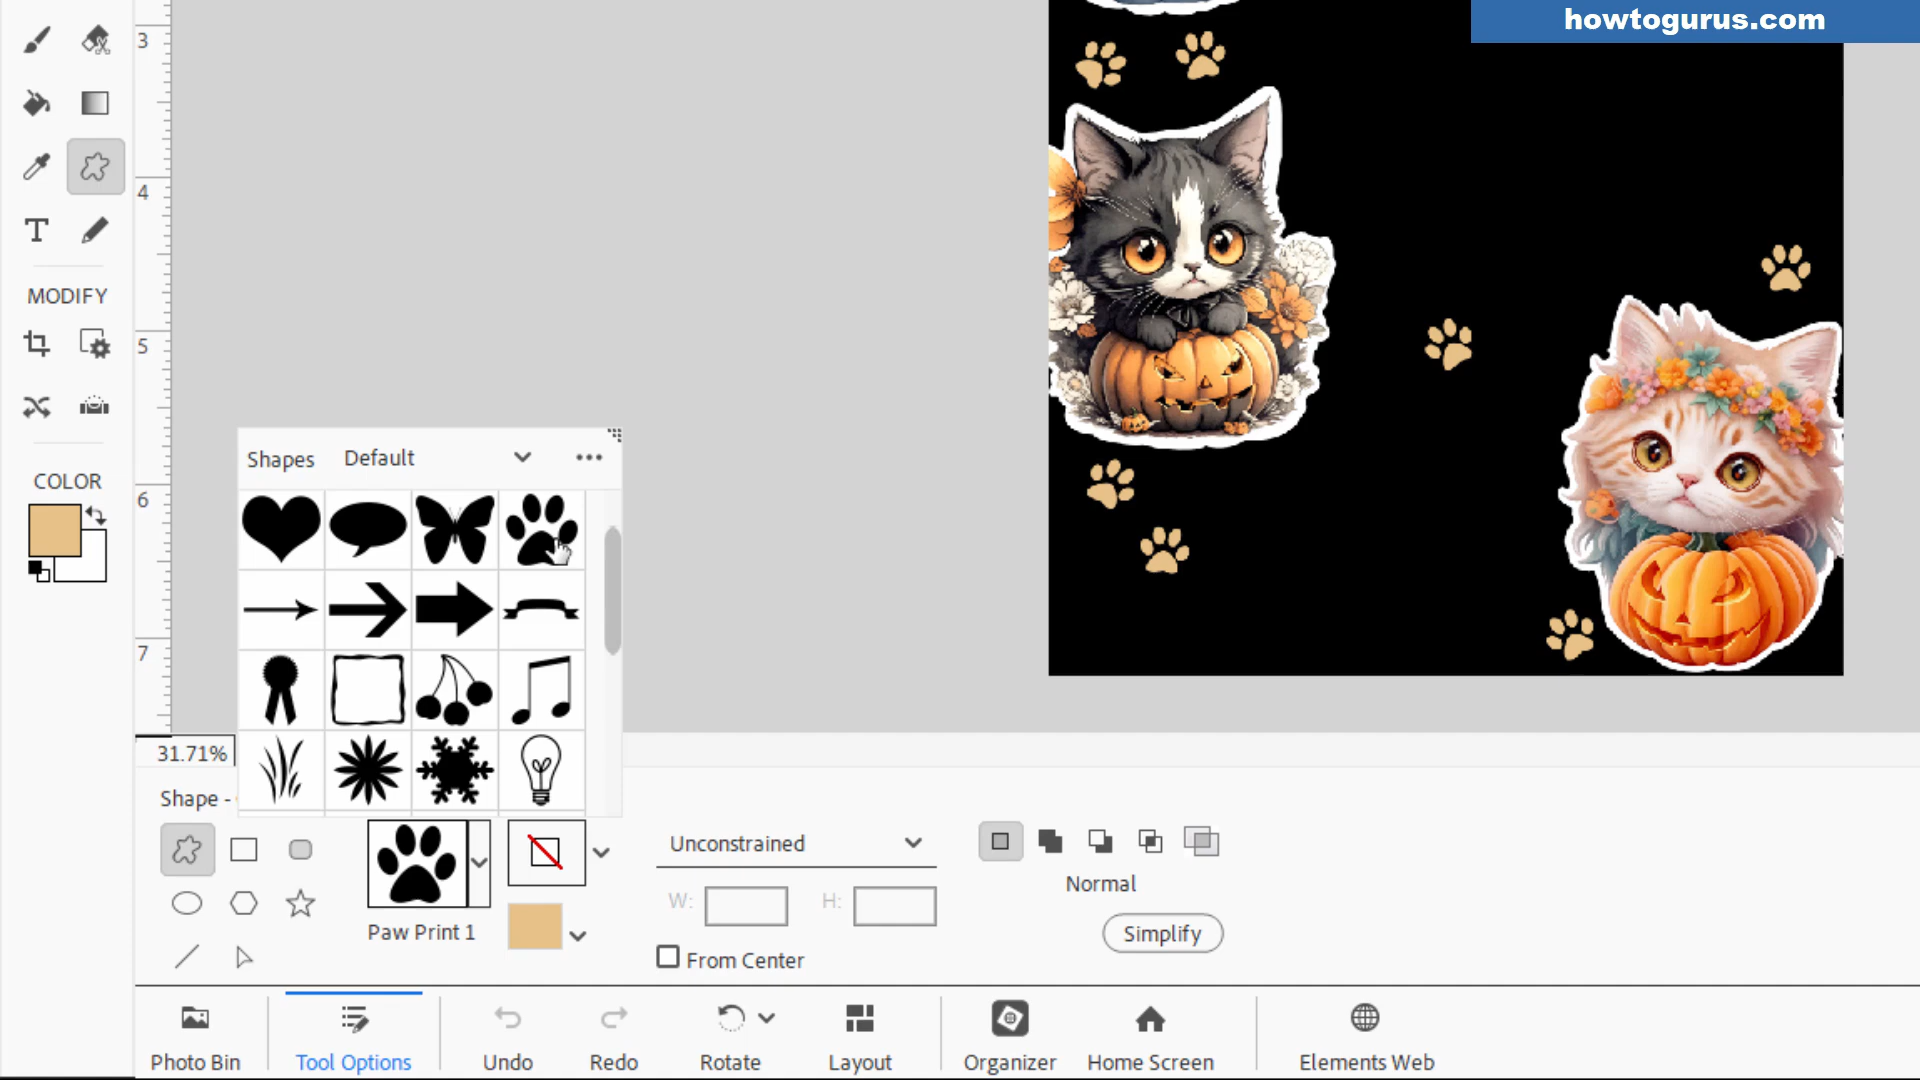 howtogurus.com
3
4
5
6
7
MODIFY
COLOR
Shapes Default
31.71%
Shape -
Paw Print 1
Unconstrained
W: H:
From Center
Normal
Simplify
Photo Bin Tool Options Undo Redo Rotate Layout Organizer Home Screen Elements Web